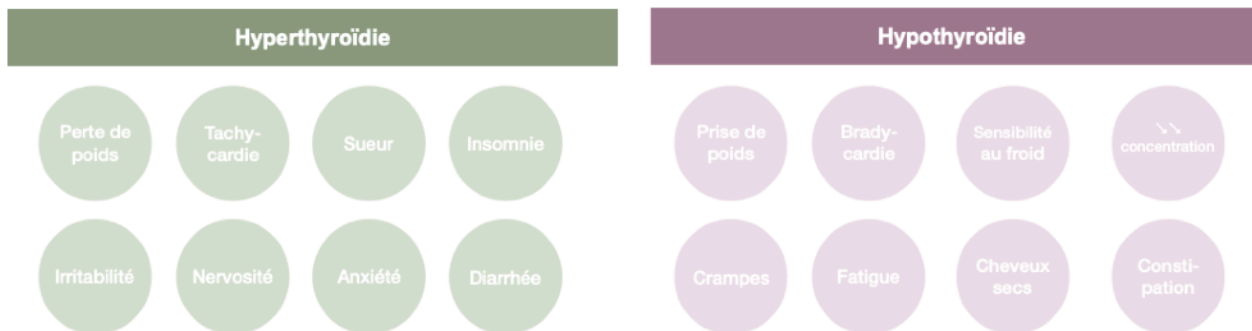 Hyperthyroïdie
Perte de
poids
Tachy-
cardie
Sueur
Insomnie
Irritabilité
Nervosité
Anxiété
Diarrhée
Hypothyroïdie
Prise de
poids
Brady-
cardie
Sensibilité
au froid
↘↘
concentration
Crampes
Fatigue
Cheveux
secs
Consti-
pation